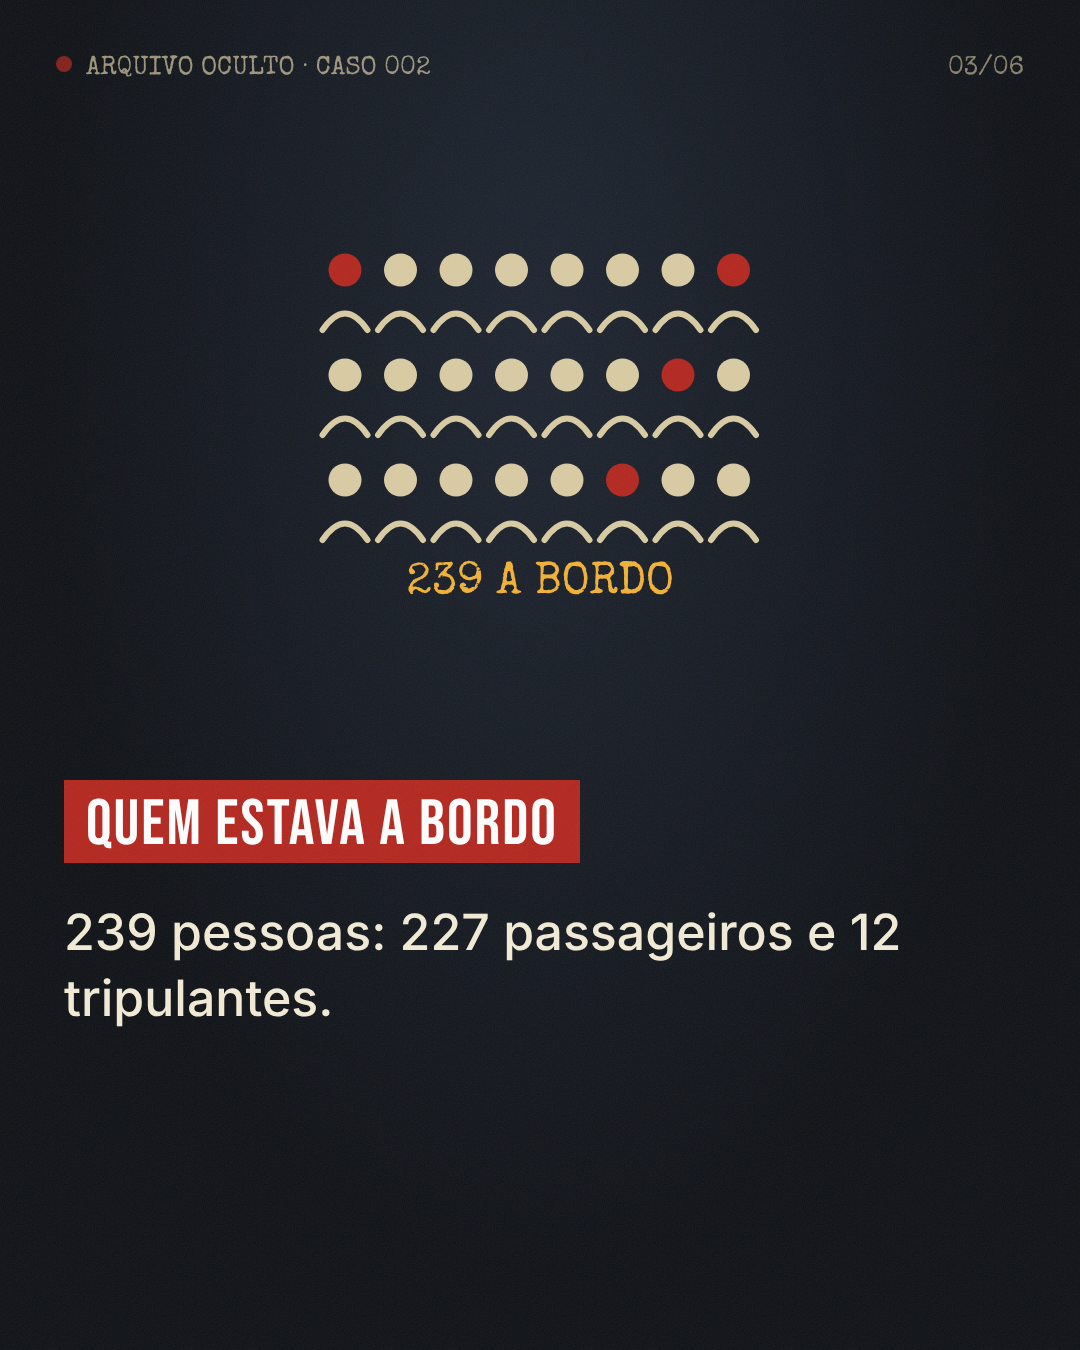 ARQUIVO OCULTO · CASO 002
03/06
239 A BORDO
QUEM ESTAVA A BORDO
239 pessoas: 227 passageiros e 12
tripulantes.